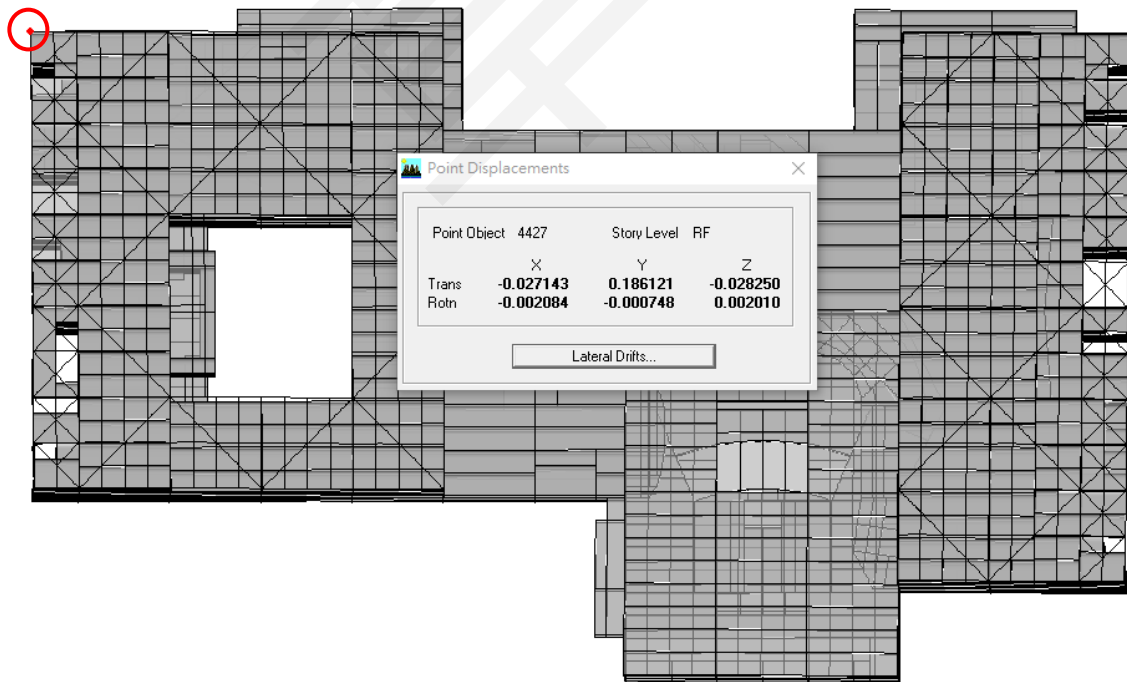 Point Displacements
Point Object 4427 Story Level RF
X Y Z
Trans -0.027143 0.186121 -0.028250
Rotn -0.002084 -0.000748 0.002010
Lateral Drifts...